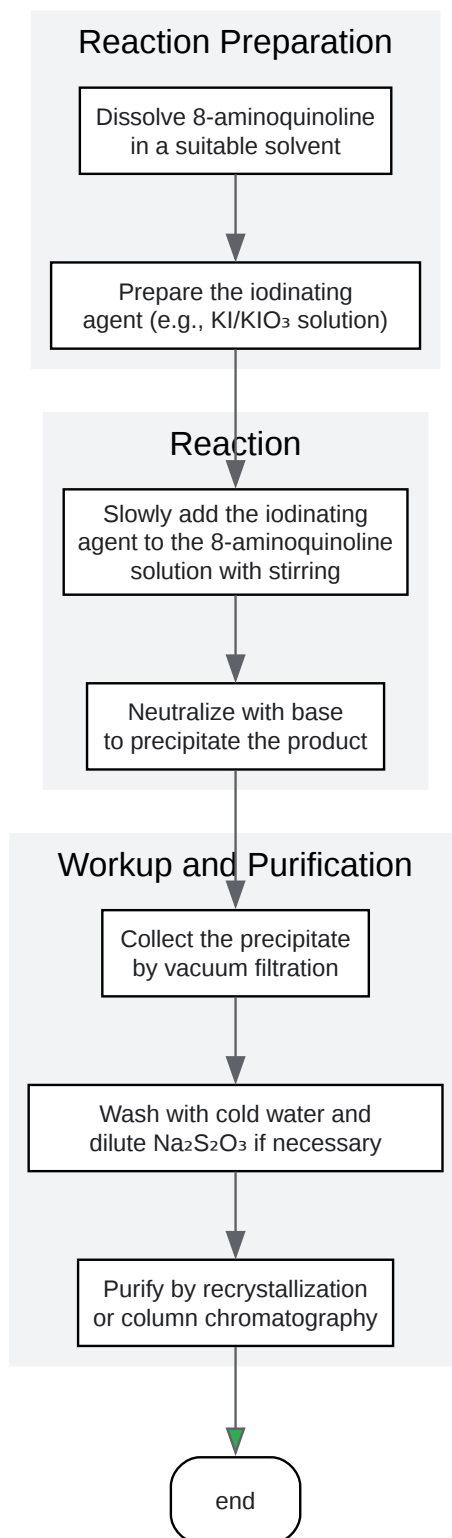 Reaction Preparation
Dissolve 8-aminoquinoline
in a suitable solvent
Prepare the iodinating
agent (e.g., KI/KIO₃ solution)
Reaction
Slowly add the iodinating
agent to the 8-aminoquinoline
solution with stirring
Neutralize with base
to precipitate the product
Workup and Purification
Collect the precipitate
by vacuum filtration
Wash with cold water and
dilute Na₂S₂O₃ if necessary
Purify by recrystallization
or column chromatography
end